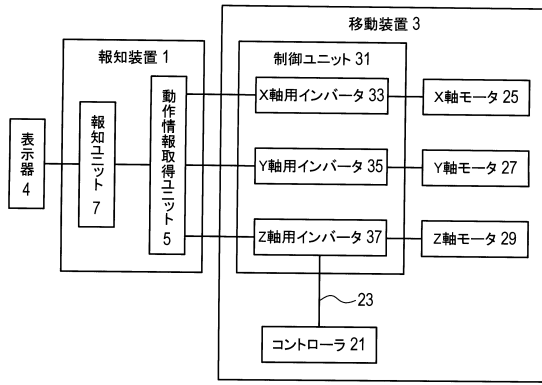 移動装置 3
報知装置 1
制御ユニット 31
表示器 4
報知ユニット 7
動作情報取得ユニット 5
X軸用インバータ 33
X軸モータ 25
Y軸用インバータ 35
Y軸モータ 27
Z軸用インバータ 37
Z軸モータ 29
23
コントローラ 21